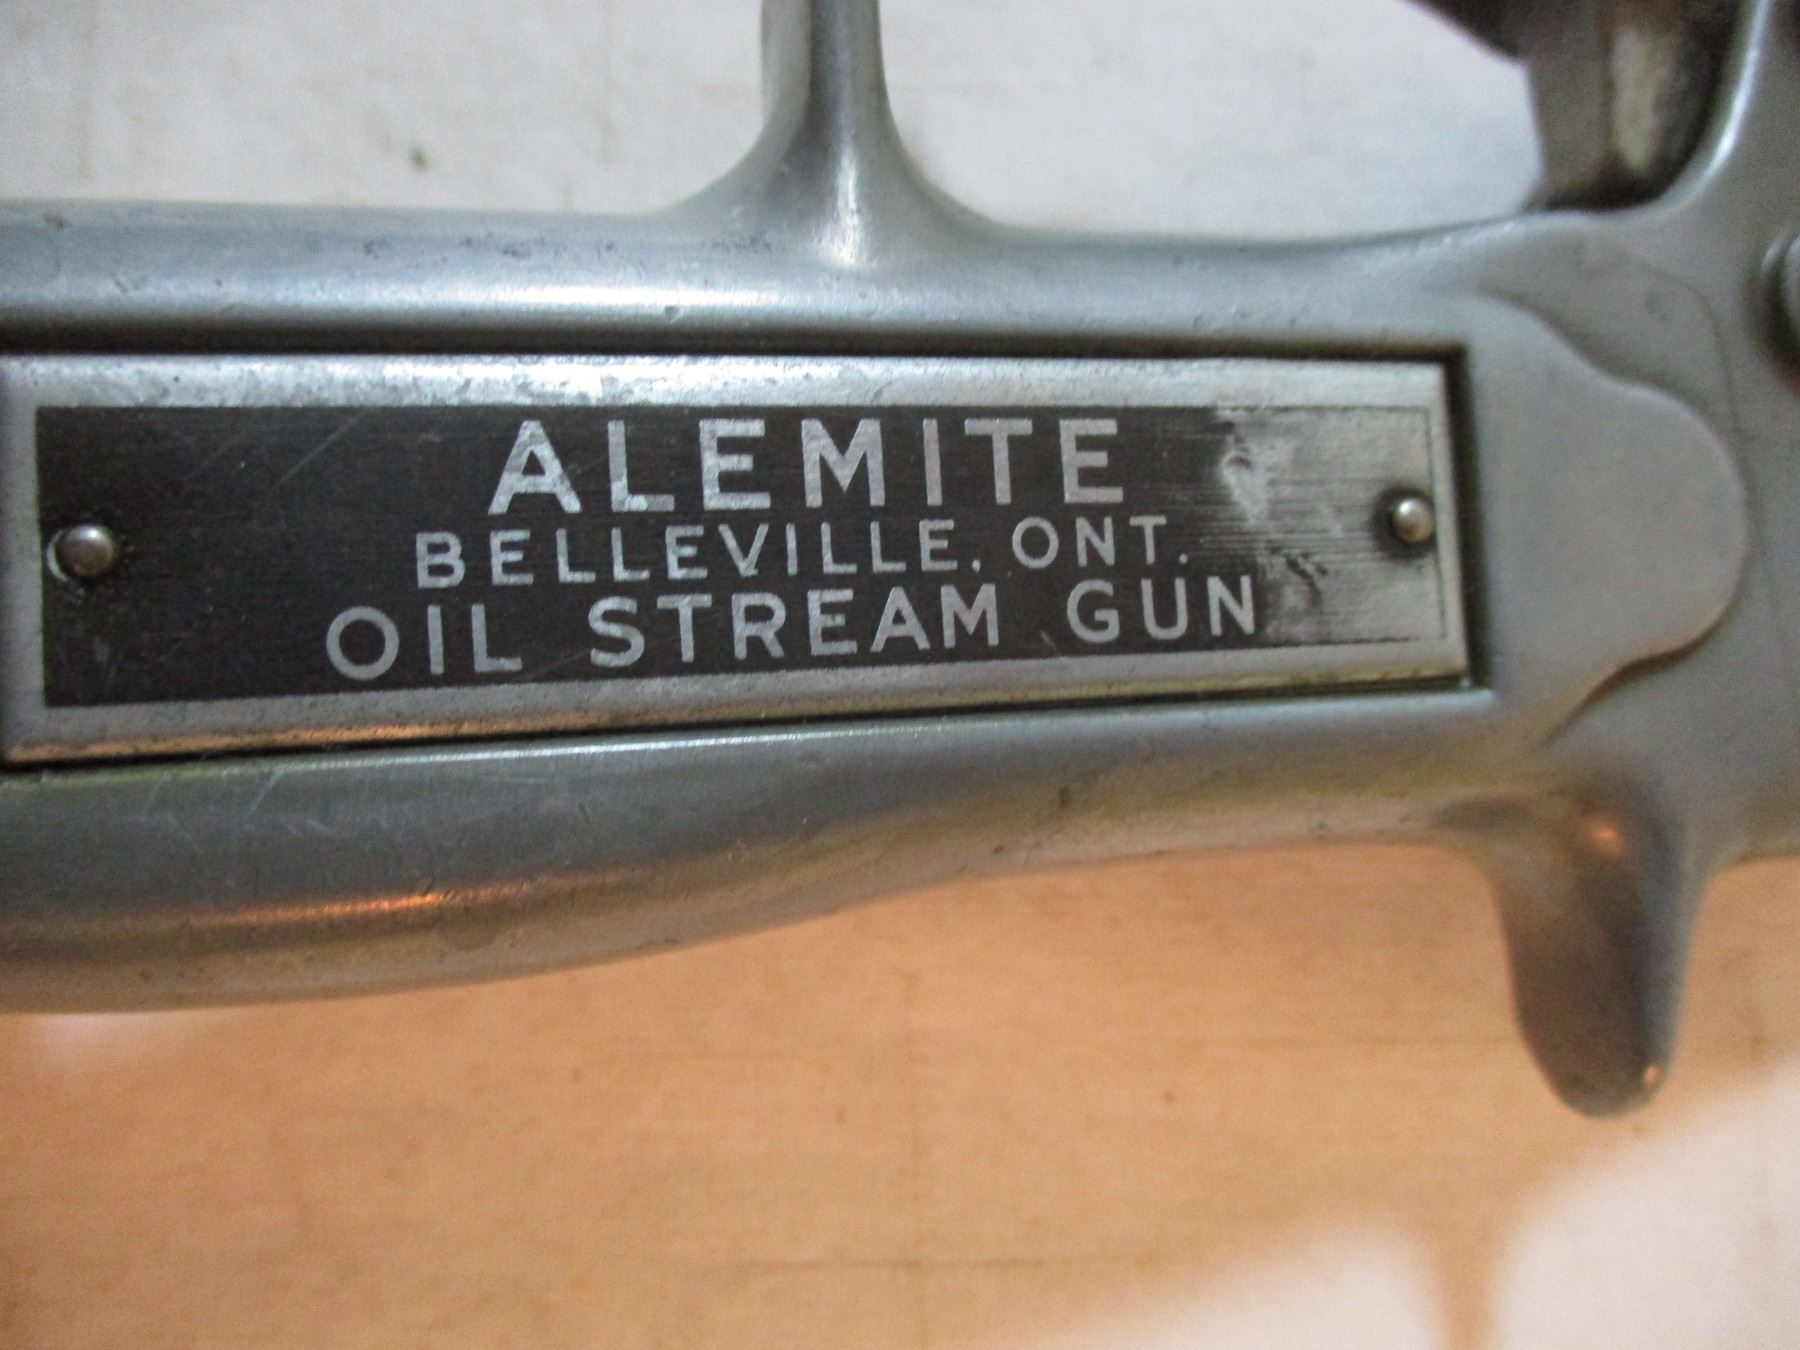 ALEMITE
BELLEVILLE, ONT.
OIL STREAM GUN